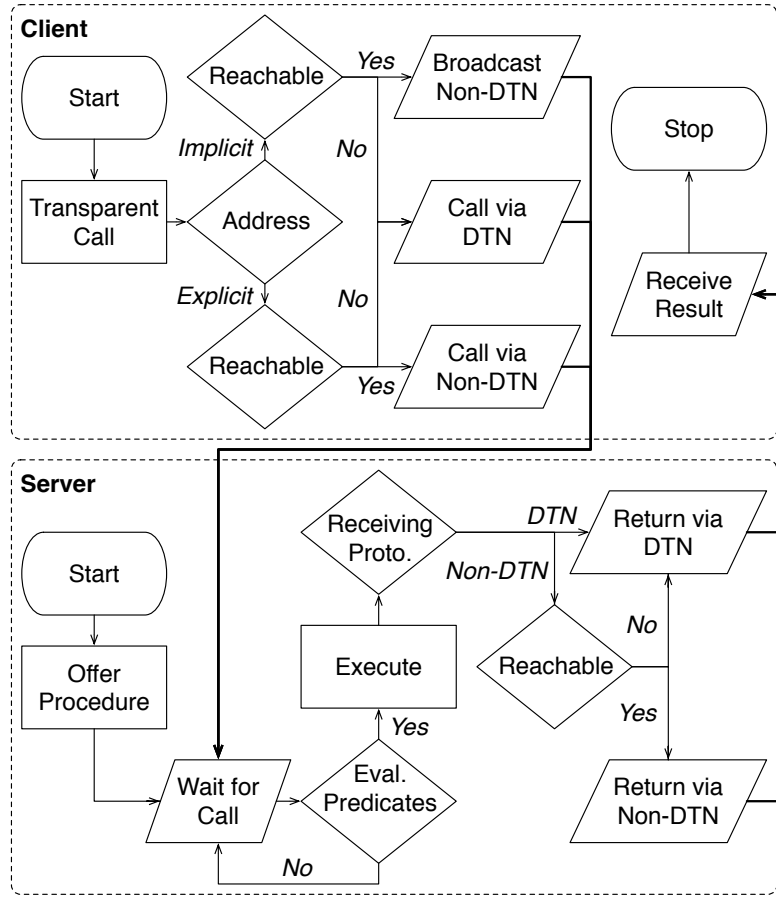 Client
Start
Transparent
Call
Reachable
Implicit
Address
Explicit
Reachable
Yes
No
No
Yes
Broadcast
Non-DTN
Call via
DTN
Call via
Non-DTN
Stop
Receive
Result
Server
Start
Offer
Procedure
Wait for
Call
Eval.
Predicates
No
Yes
Execute
Receiving
Proto.
DTN
Non-DTN
Reachable
No
Yes
Return via
DTN
Return via
Non-DTN